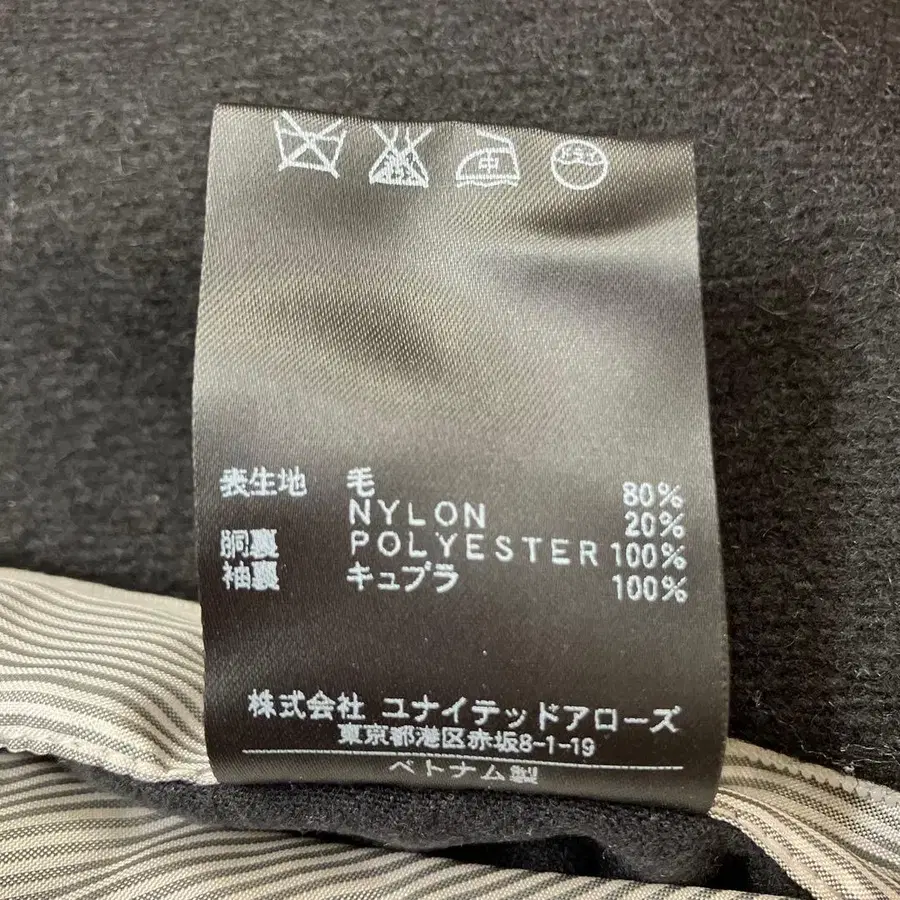 中
表生地 毛 80%
NYLON 20%
胴裏 POLYESTER 100%
袖裏 キュプラ 100%
株式会社 ユナイテッドアローズ
東京都港区赤坂8-1-19
ベトナム製